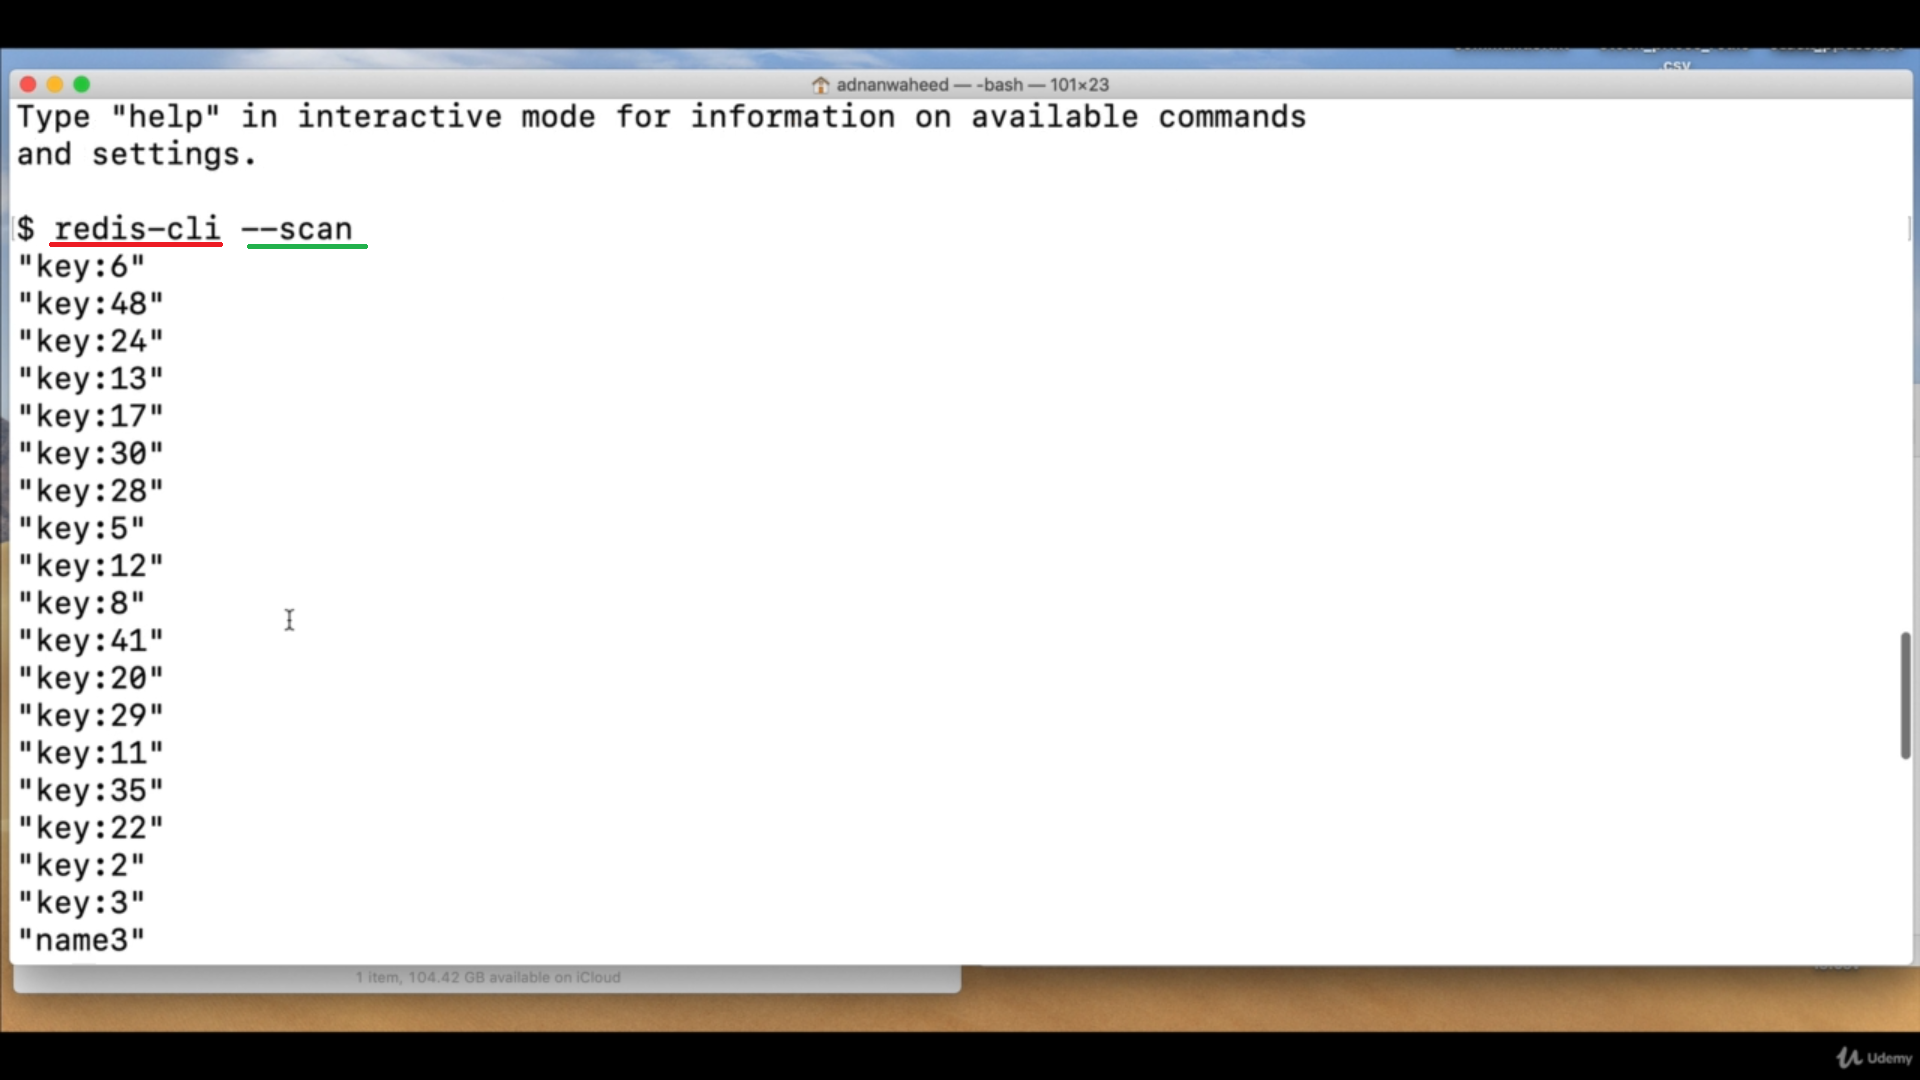 .csv
adnanwaheed — -bash — 101×23
Type "help" in interactive mode for information on available commands
and settings.
$ redis-cli --scan
"key:6"
"key:48"
"key:24"
"key:13"
"key:17"
"key:30"
"key:28"
"key:5"
"key:12"
"key:8"
"key:41"
"key:20"
"key:29"
"key:11"
"key:35"
"key:22"
"key:2"
"key:3"
"name3"
1 item, 104.42 GB available on iCloud
Udemy